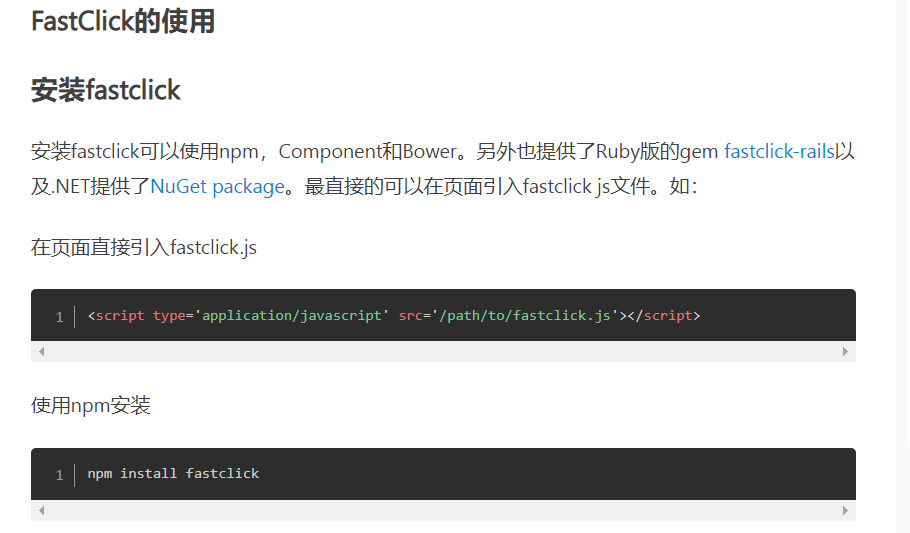 FastClick的使用
安装fastclick
安装fastclick可以使用npm，Component和Bower。另外也提供了Ruby版的gem fastclick-rails以
及.NET提供了NuGet package。最直接的可以在页面引入fastclick js文件。如：
在页面直接引入fastclick.js
1 <script type='application/javascript' src='/path/to/fastclick.js'></script>
使用npm安装
1 npm install fastclick